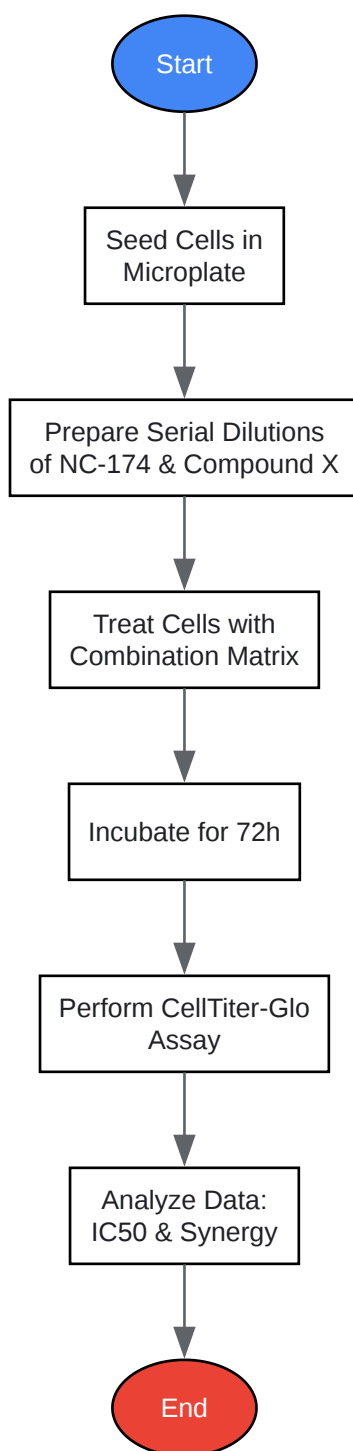 Start
Seed Cells in
Microplate
Prepare Serial Dilutions
of NC-174 & Compound X
Treat Cells with
Combination Matrix
Incubate for 72h
Perform CellTiter-Glo
Assay
Analyze Data:
IC50 & Synergy
End